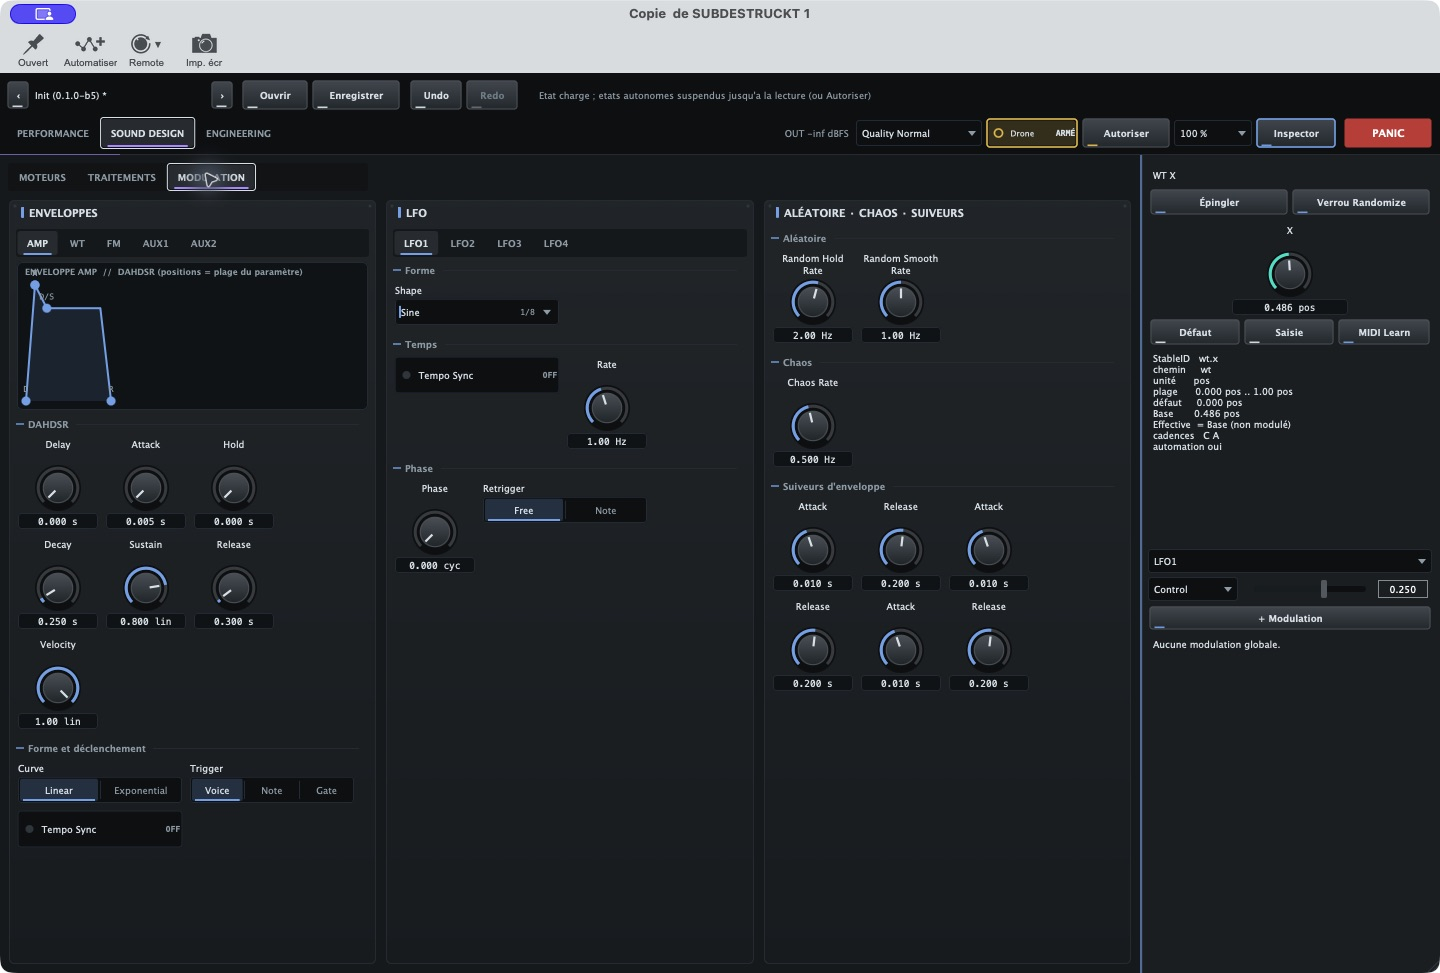 Copie de SUBDESTRUCKT 1
Ouvert
Automatiser
Remote
Imp. écr
Init (0.1.0-b5) *
Ouvrir
Enregistrer
Undo
Redo
Etat charge ; etats autonomes suspendus jusqu'a la lecture (ou Autoriser)
PERFORMANCE
SOUND DESIGN
ENGINEERING
OUT -inf dBFS
Quality Normal
Drone ARMÉ
Autoriser
100 %
Inspector
PANIC
MOTEURS
TRAITEMENTS
MODULATION
ENVELOPPES
AMP WT FM AUX1 AUX2
ENVELOPPE AMP // DAHDSR (positions = plage du paramètre)
D/S
R
DAHDSR
Delay Attack Hold
0.000 s 0.005 s 0.000 s
Decay Sustain Release
0.250 s 0.800 lin 0.300 s
Velocity
1.00 lin
Forme et déclenchement
Curve Trigger
Linear Exponential Voice Note Gate
Tempo Sync OFF
LFO
LFO1 LFO2 LFO3 LFO4
Forme
Shape
Sine 1/8
Temps
Tempo Sync OFF
Rate
1.00 Hz
Phase
Phase Retrigger
Free Note
0.000 cyc
ALÉATOIRE · CHAOS · SUIVEURS
Aléatoire
Random Hold Rate
Random Smooth Rate
2.00 Hz 1.00 Hz
Chaos
Chaos Rate
0.500 Hz
Suiveurs d'enveloppe
Attack Release Attack
0.010 s 0.200 s 0.010 s
Release Attack Release
0.200 s 0.010 s 0.200 s
WT X
Épingler
Verrou Randomize
X
0.486 pos
Défaut Saisie MIDI Learn
StableID wt.x
chemin wt
unité pos
plage 0.000 pos .. 1.00 pos
défaut 0.000 pos
Base 0.486 pos
Effective = Base (non modulé)
cadences C A
automation oui
LFO1
Control 0.250
+ Modulation
Aucune modulation globale.